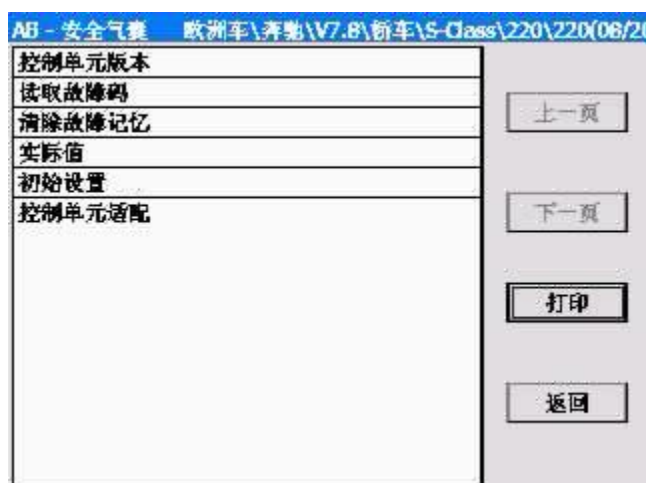 AB - 安全气囊 欧洲车\奔驰\V7.8\轿车\S-Class\220\220(06/20
控制单元版本
读取故障码
清除故障记忆
实际值
初始设置
控制单元适配
上一页
下一页
打印
返回